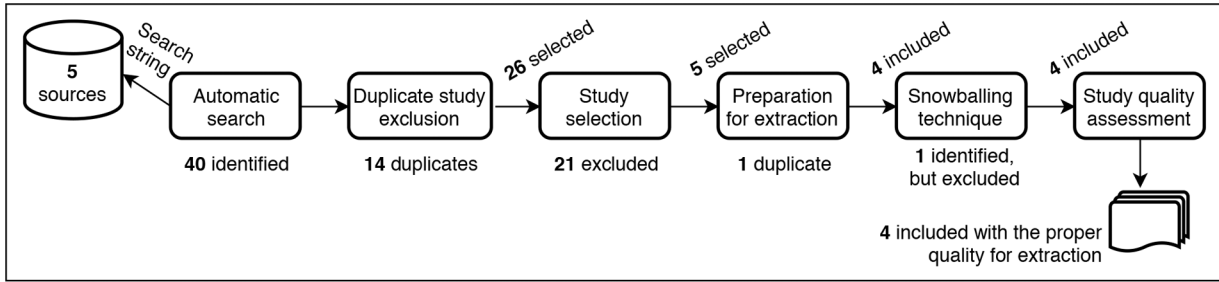 5
sources
Search
string
Automatic
search
40 identified
Duplicate study
exclusion
14 duplicates
26 selected
Study
selection
21 excluded
5 selected
Preparation
for extraction
1 duplicate
4 included
Snowballing
technique
1 identified,
but excluded
4 included
Study quality
assessment
4 included with the proper
quality for extraction